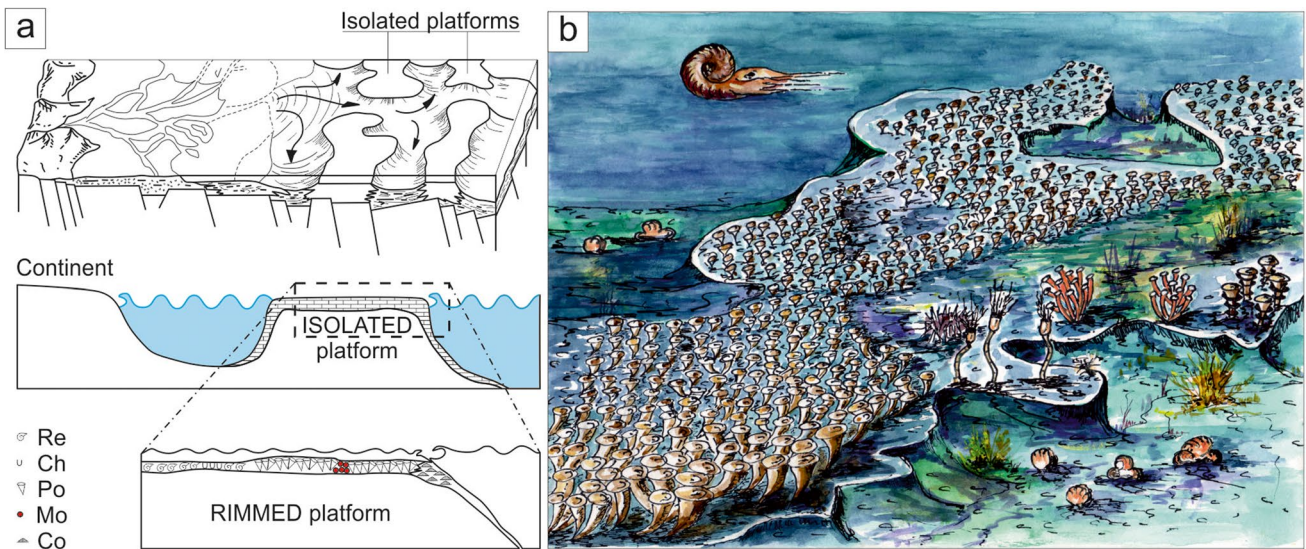 a
Isolated platforms
Continent
ISOLATED
platform
Re
Ch
Po
Mo
Co
RIMMED platform
b